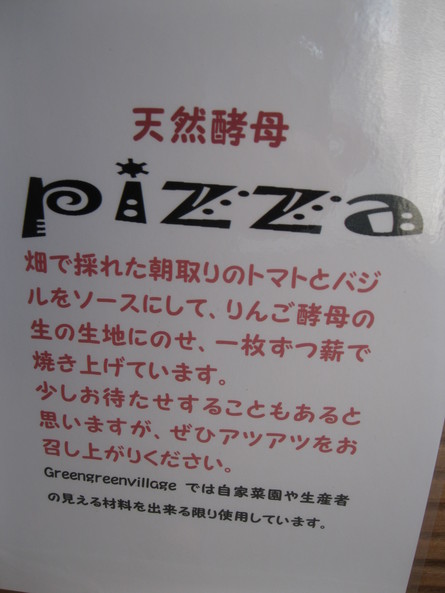 天然酵母
pizza
畑で採れた朝取りのトマトとバジ
ルをソースにして、りんご酵母の
生の生地にのせ、一枚ずつ薪で
焼き上げています。
少しお待たせすることもあると
思いますが、ぜひアツアツをお
召し上がりください。
Greengreenvillage では自家菜園や生産者
の見える材料を出来る限り使用しています。